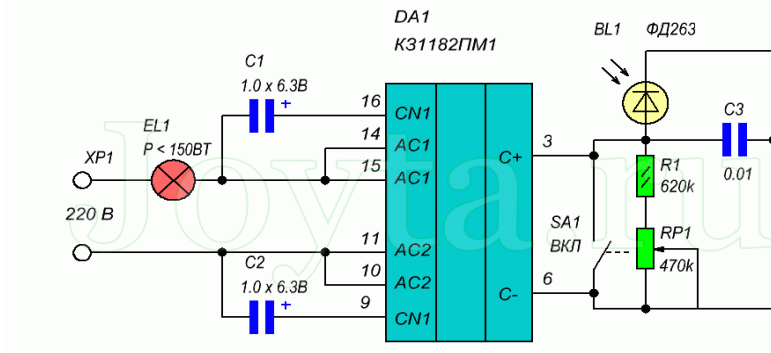 DA1
К31182ПМ1
BL1 ФД263
C1
1.0 x 6.3В
+
16
CN1
EL1
P < 150ВТ
14
AC1
C3
XP1
15
AC1
C+
3
R1
620k
0.01
220 В
SA1
ВКЛ
RP1
470k
11
AC2
C2
1.0 x 6.3В
+
10
AC2
C-
6
9
CN1
Joyta.ru